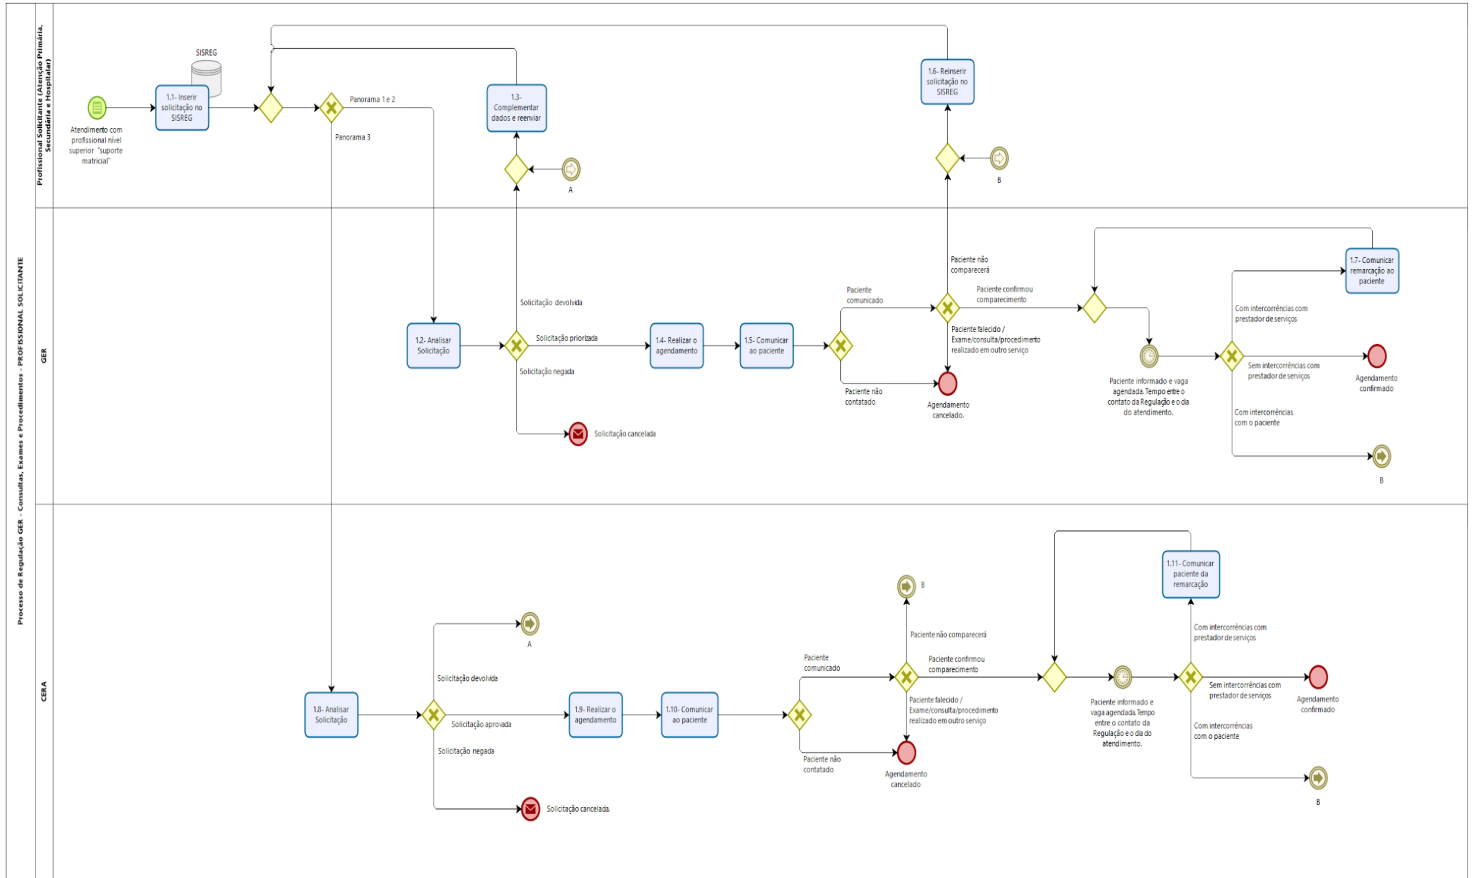 Processo de Regulação GER - Consultas, Exames e Procedimentos - PROFISSIONAL SOLICITANTE
Profissional Solicitante (Atenção Primária,
Secundária e Hospitalar)
SISREG
1.1- Inserir
solicitação no
SISREG
Atendimento com
profissional nível
superior "suporte
matricial"
Panorama 1 e 2
Panorama 3
1.3-
Complementar
dados e reenviar
A
1.6- Reinserir
solicitação no
SISREG
B
GER
1.2- Analisar
Solicitação
Solicitação devolvida
Solicitação priorizada
Solicitação negada
Solicitação cancelada
1.4- Realizar o
agendamento
1.5- Comunicar
ao paciente
Paciente
comunicado
Paciente não
contatado
Paciente não
comparecerá
Paciente confirmou
comparecimento
Paciente falecido /
Exame/consulta/procedimento
realizado em outro serviço
Agendamento
cancelado.
Paciente informado e vaga
agendada. Tempo entre o
contato da Regulação e o dia
do atendimento.
1.7- Comunicar
remarcação ao
paciente
Com intercorrências com
prestador de serviços
Sem intercorrências com
prestador de serviços
Agendamento
confirmado
Com intercorrências
com o paciente
B
CERA
1.8- Analisar
Solicitação
A
Solicitação devolvida
Solicitação aprovada
Solicitação negada
Solicitação cancelada.
1.9- Realizar o
agendamento
1.10- Comunicar
ao paciente
Paciente
comunicado
Paciente não
contatado
B
Paciente não comparecerá
Paciente confirmou
comparecimento
Paciente falecido /
Exame/consulta/procedimento
realizado em outro serviço
Agendamento
cancelado
Paciente informado e
vaga agendada. Tempo
entre o contato da
Regulação e o dia do
atendimento.
1.11- Comunicar
paciente da
remarcação
Com intercorrências com
prestador de serviços
Sem intercorrências com
prestador de serviços
Agendamento
confirmado
Com intercorrências
com o paciente
B